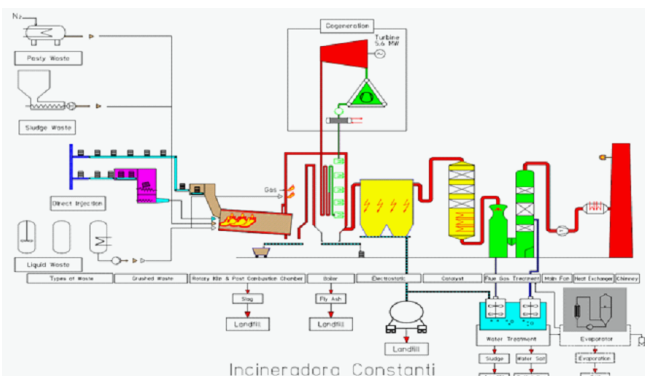 N₂
Pasty Waste
Sludge Waste
Direct Injection
Liquid Waste
Cogeneration
Turbine
5.6 MW
Gas
Types of Waste
Crushed Waste
Rotary Kiln & Post Combustion Chamber
Boiler
Electrostatic
Catalyst
Flue Gas Treatment
Main Fan
Heat Exchanger
Chimney
Slag
Landfill
Fly Ash
Landfill
Landfill
Water Treatment
Sludge
Water Salt
Evaporator
Evaporation
Incineradora Constanti